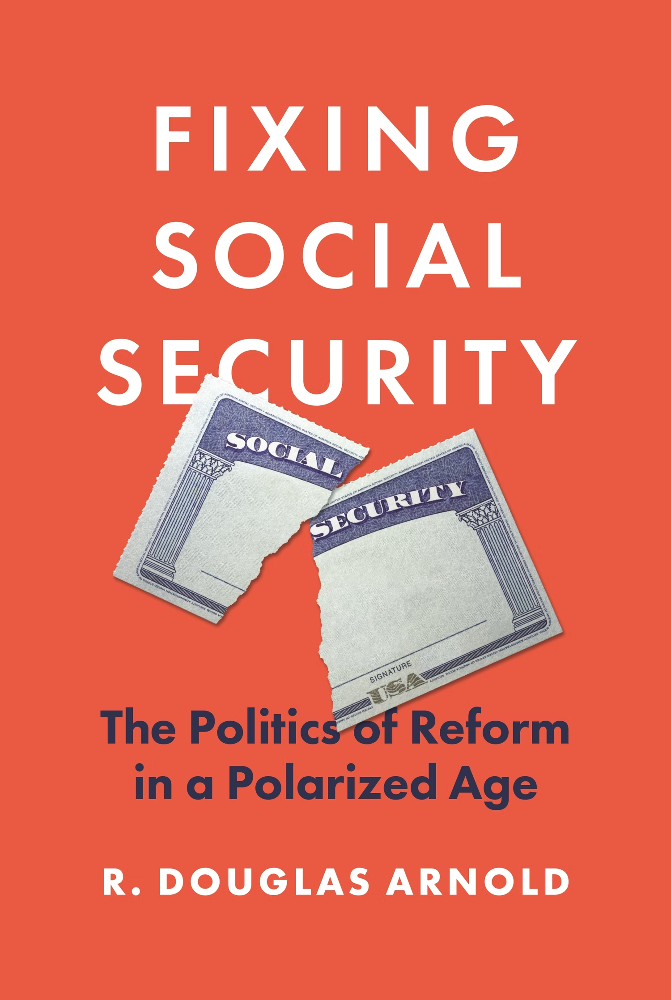 FIXING
SOCIAL
SECURITY
SOCIAL
SECURITY
SIGNATURE
USA
The Politics of Reform
in a Polarized Age
R. DOUGLAS ARNOLD